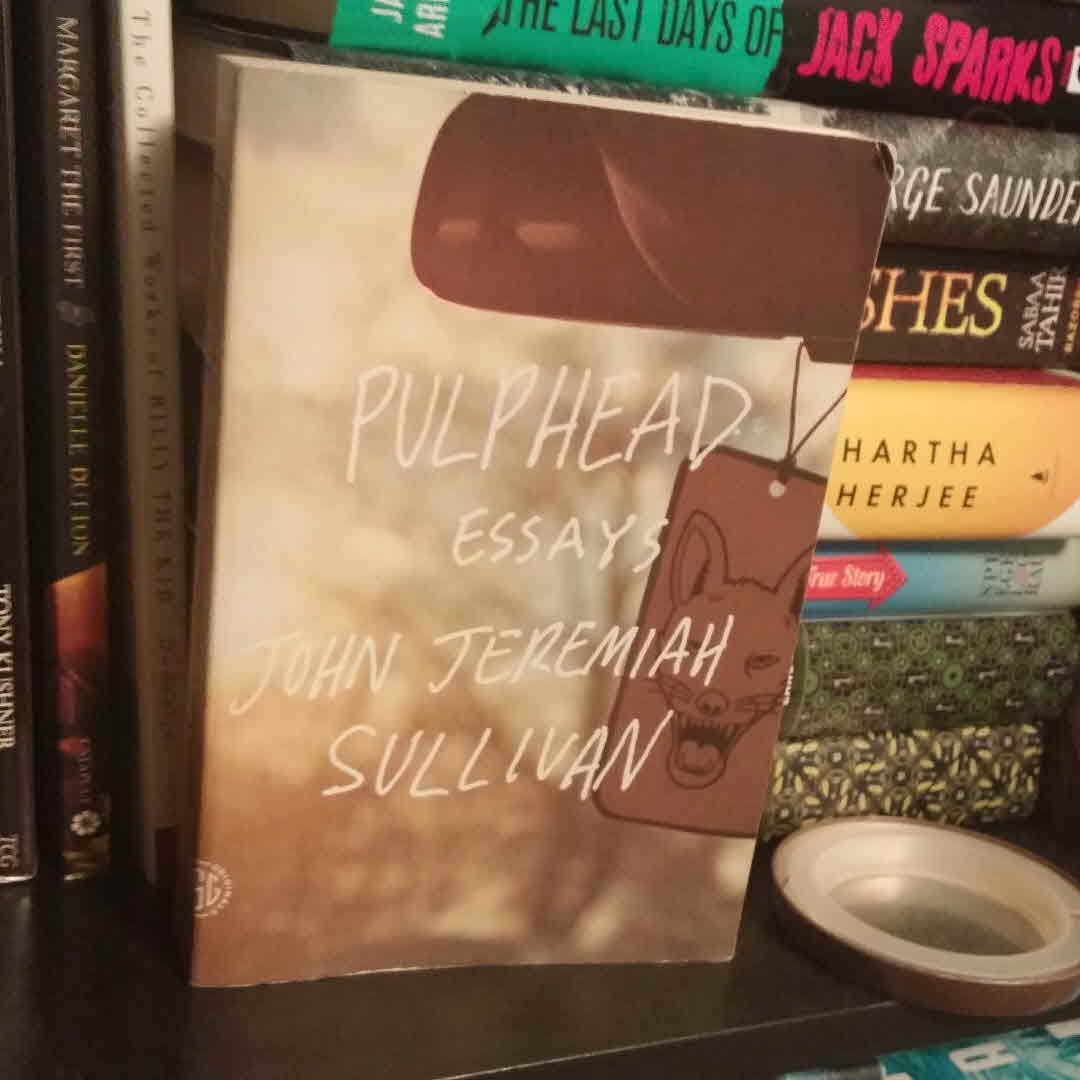 PULPHEAD
ESSAYS
JOHN JEREMIAH
SULLIVAN
MARGARET THE FIRST
DANIELLE DUTTON
The Collected Works of BILLY THE KID
TONY KUSHNER
TCG
THE LAST DAYS OF
JACK SPARKS
RGE SAUNDE
SHES
SABAA
TAHIR
HARTHA
HERJEE
True Story